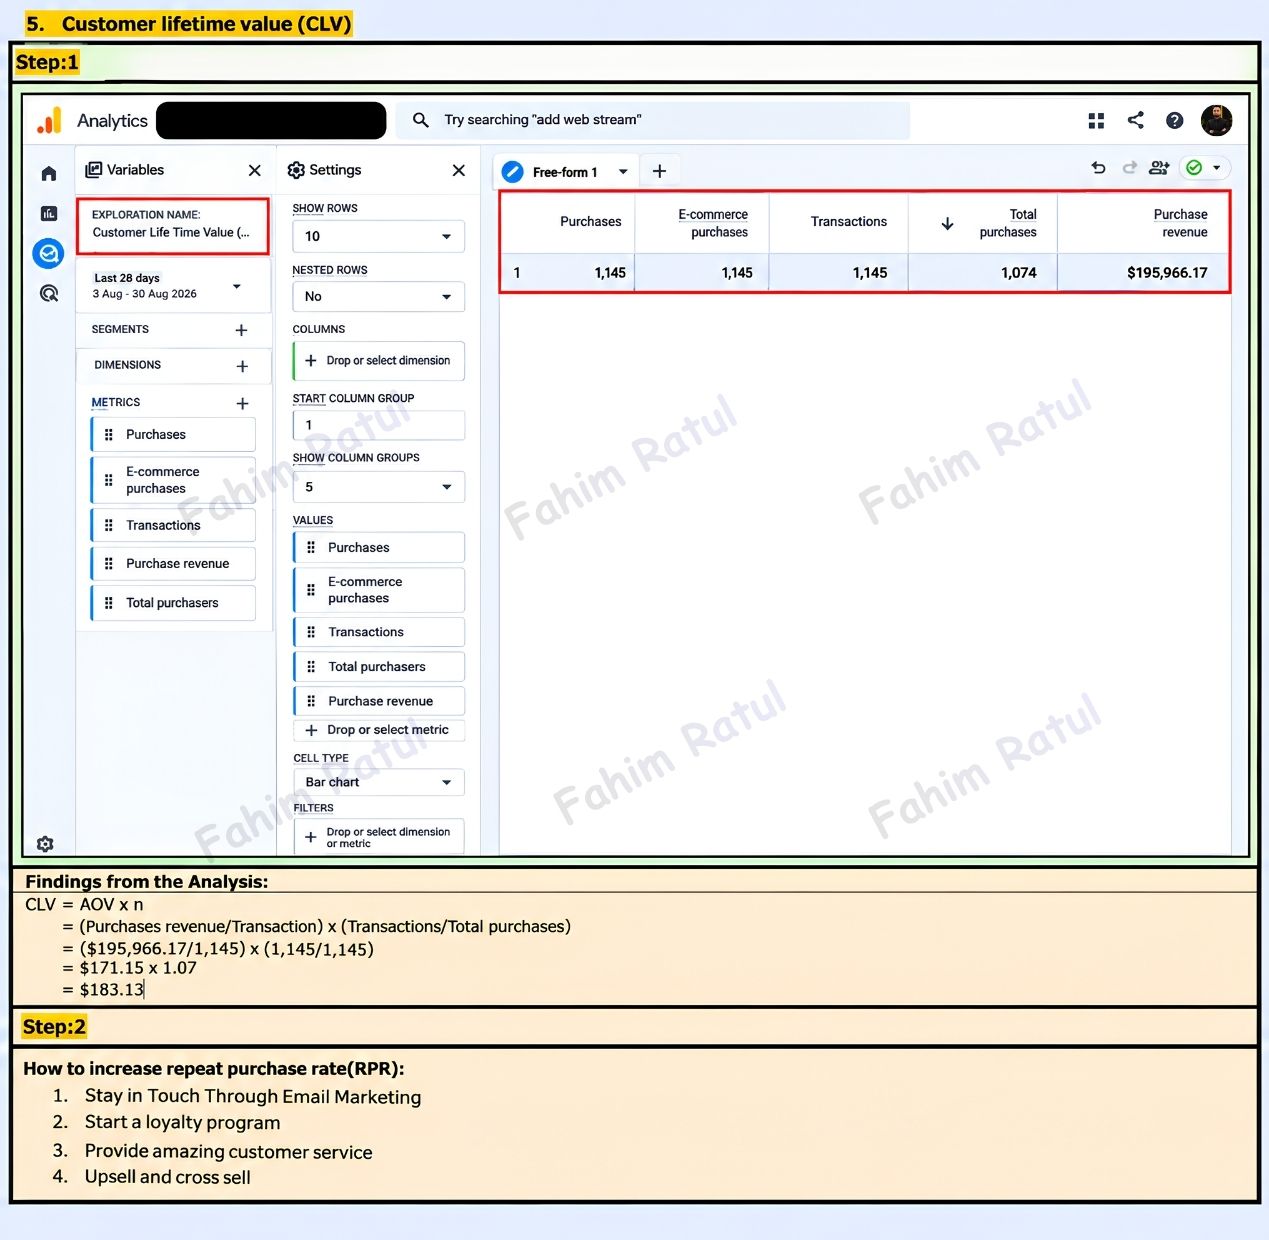 5. Customer lifetime value (CLV)
Step:1
Analytics
Try searching "add web stream"
Variables
Settings
Free-form 1
EXPLORATION NAME:
Customer Life Time Value (...
Last 28 days
3 Aug - 30 Aug 2026
SEGMENTS
DIMENSIONS
METRICS
Purchases
E-commerce
purchases
Transactions
Purchase revenue
Total purchasers
SHOW ROWS
10
NESTED ROWS
No
COLUMNS
Drop or select dimension
START COLUMN GROUP
1
SHOW COLUMN GROUPS
5
VALUES
Purchases
E-commerce
purchases
Transactions
Total purchasers
Purchase revenue
Drop or select metric
CELL TYPE
Bar chart
FILTERS
Drop or select dimension
or metric
Purchases E-commerce purchases Transactions Total purchases Purchase revenue
1 1,145 1,145 1,145 1,074 $195,966.17
Fahim Ratul
Fahim Ratul
Fahim Ratul
Fahim Ratul
Fahim Ratul
Fahim Ratul
Findings from the Analysis:
CLV = AOV x n
= (Purchases revenue/Transaction) x (Transactions/Total purchases)
= ($195,966.17/1,145) x (1,145/1,145)
= $171.15 x 1.07
= $183.13
Step:2
How to increase repeat purchase rate(RPR):
1. Stay in Touch Through Email Marketing
2. Start a loyalty program
3. Provide amazing customer service
4. Upsell and cross sell